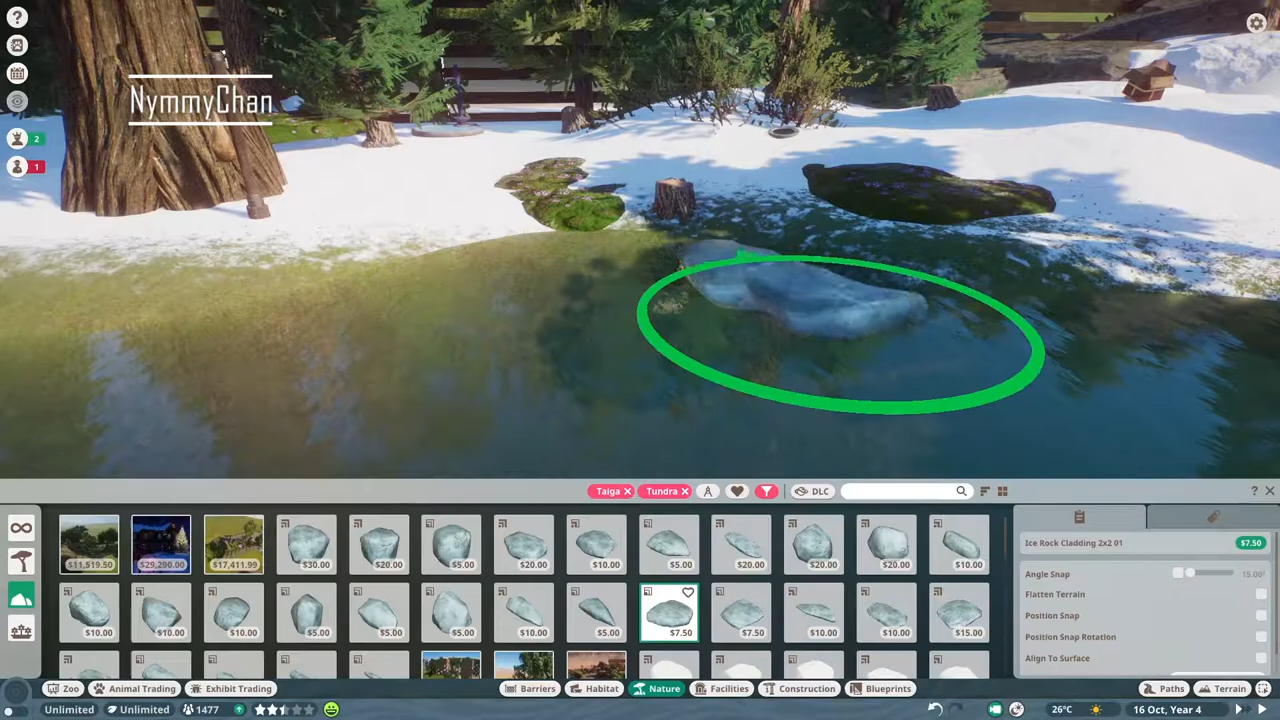 ?
NymmyChan
2
1
Taiga ×
Tundra ×
DLC
? ×
$11,519.50
$29,290.00
$17,411.99
$30.00
$20.00
$5.00
$20.00
$10.00
$5.00
$20.00
$20.00
$20.00
$10.00
$10.00
$10.00
$10.00
$5.00
$5.00
$5.00
$10.00
$5.00
$7.50
$7.50
$10.00
$10.00
$15.00
Ice Rock Cladding 2x2 01
$7.50
Angle Snap
15.00°
Flatten Terrain
Position Snap
Position Snap Rotation
Align To Surface
Zoo
Animal Trading
Exhibit Trading
Barriers
Habitat
Nature
Facilities
Construction
Blueprints
Paths
Terrain
Unlimited
Unlimited
1477
26°C
16 Oct, Year 4